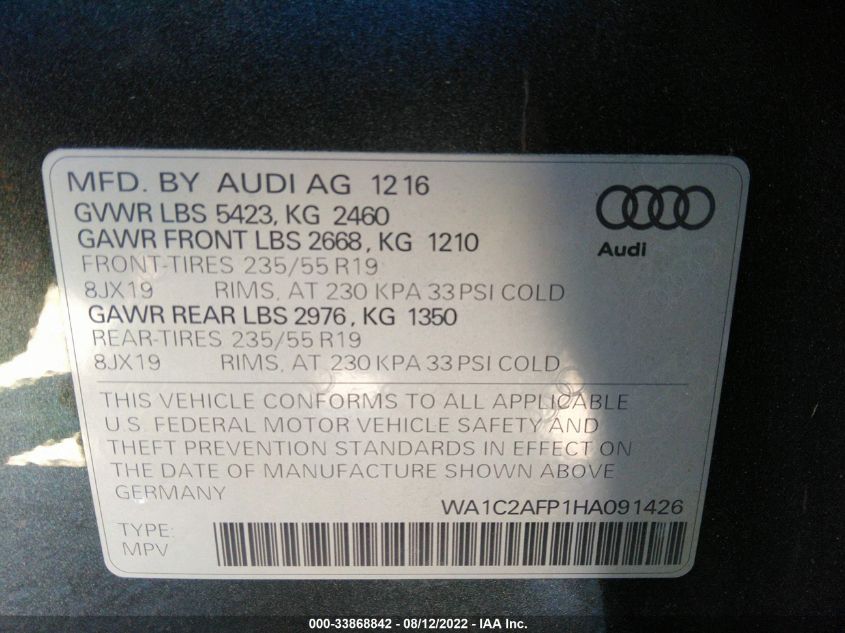 MFD. BY AUDI AG 1216
GVWR LBS 5423, KG 2460
GAWR FRONT LBS 2668, KG 1210
FRONT-TIRES 235/55 R19
8JX19 RIMS, AT 230 KPA 33 PSI COLD
GAWR REAR LBS 2976, KG 1350
REAR-TIRES 235/55 R19
8JX19 RIMS, AT 230 KPA 33 PSI COLD
Audi
THIS VEHICLE CONFORMS TO ALL APPLICABLE
U.S. FEDERAL MOTOR VEHICLE SAFETY AND
THEFT PREVENTION STANDARDS IN EFFECT ON
THE DATE OF MANUFACTURE SHOWN ABOVE
GERMANY
WA1C2AFP1HA091426
TYPE:
MPV
000-33868842 - 08/12/2022 - IAA Inc.